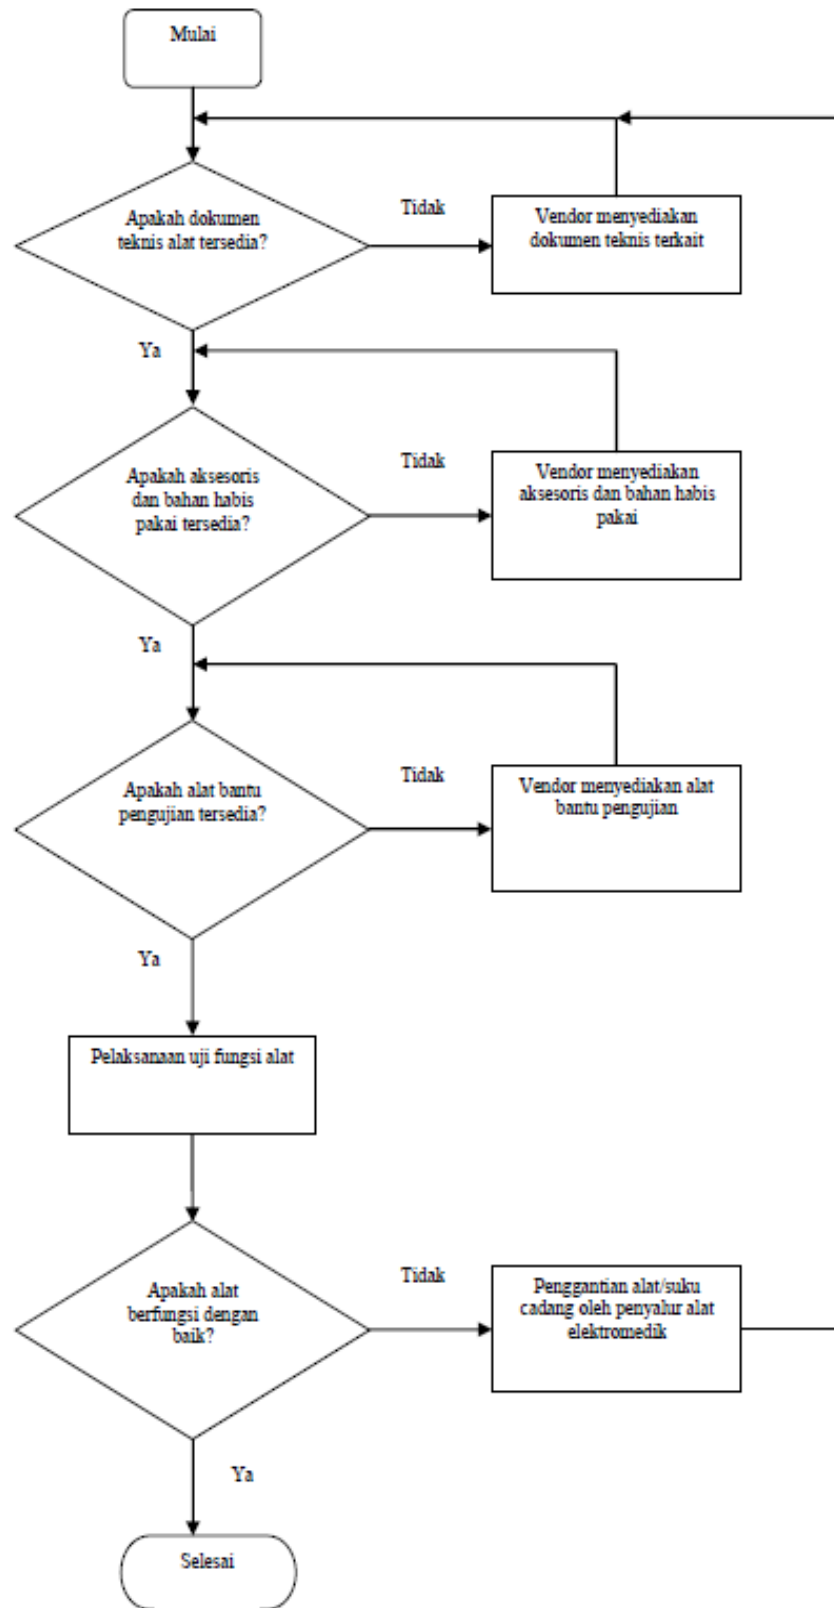 Mulai
Apakah dokumen
teknis alat tersedia?
Tidak
Vendor menyediakan
dokumen teknis terkait
Ya
Apakah aksesoris
dan bahan habis
pakai tersedia?
Tidak
Vendor menyediakan
aksesoris dan bahan habis
pakai
Ya
Apakah alat bantu
pengujian tersedia?
Tidak
Vendor menyediakan alat
bantu pengujian
Ya
Pelaksanaan uji fungsi alat
Apakah alat
berfungsi dengan
baik?
Tidak
Penggantian alat/suku
cadang oleh penyalur alat
elektromedik
Ya
Selesai